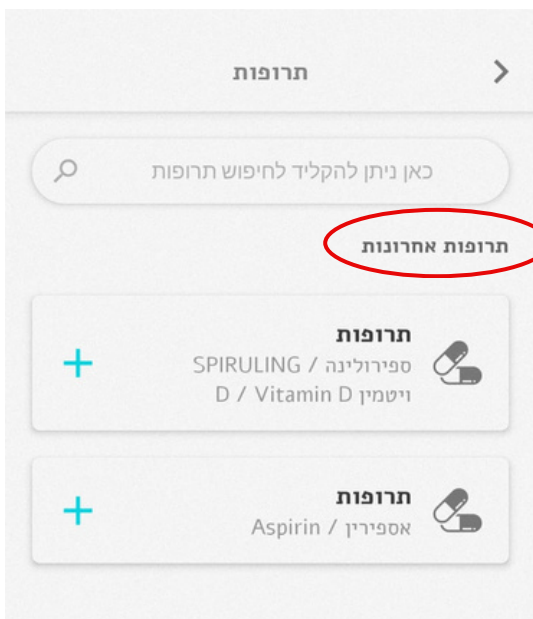 תרופות
כאן ניתן להקליד לחיפוש תרופות
תרופות אחרונות
תרופות
ספירולינה / SPIRULING
ויטמין D / Vitamin D
תרופות
אספירין / Aspirin